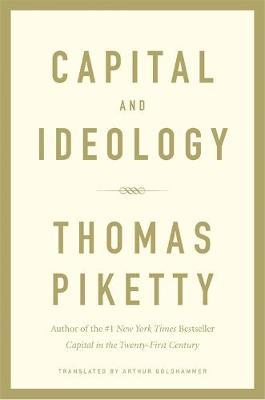 CAPITAL
AND
IDEOLOGY
THOMAS
PIKETTY
Author of the #1 New York Times Bestseller
Capital in the Twenty-First Century
TRANSLATED BY ARTHUR GOLDHAMMER